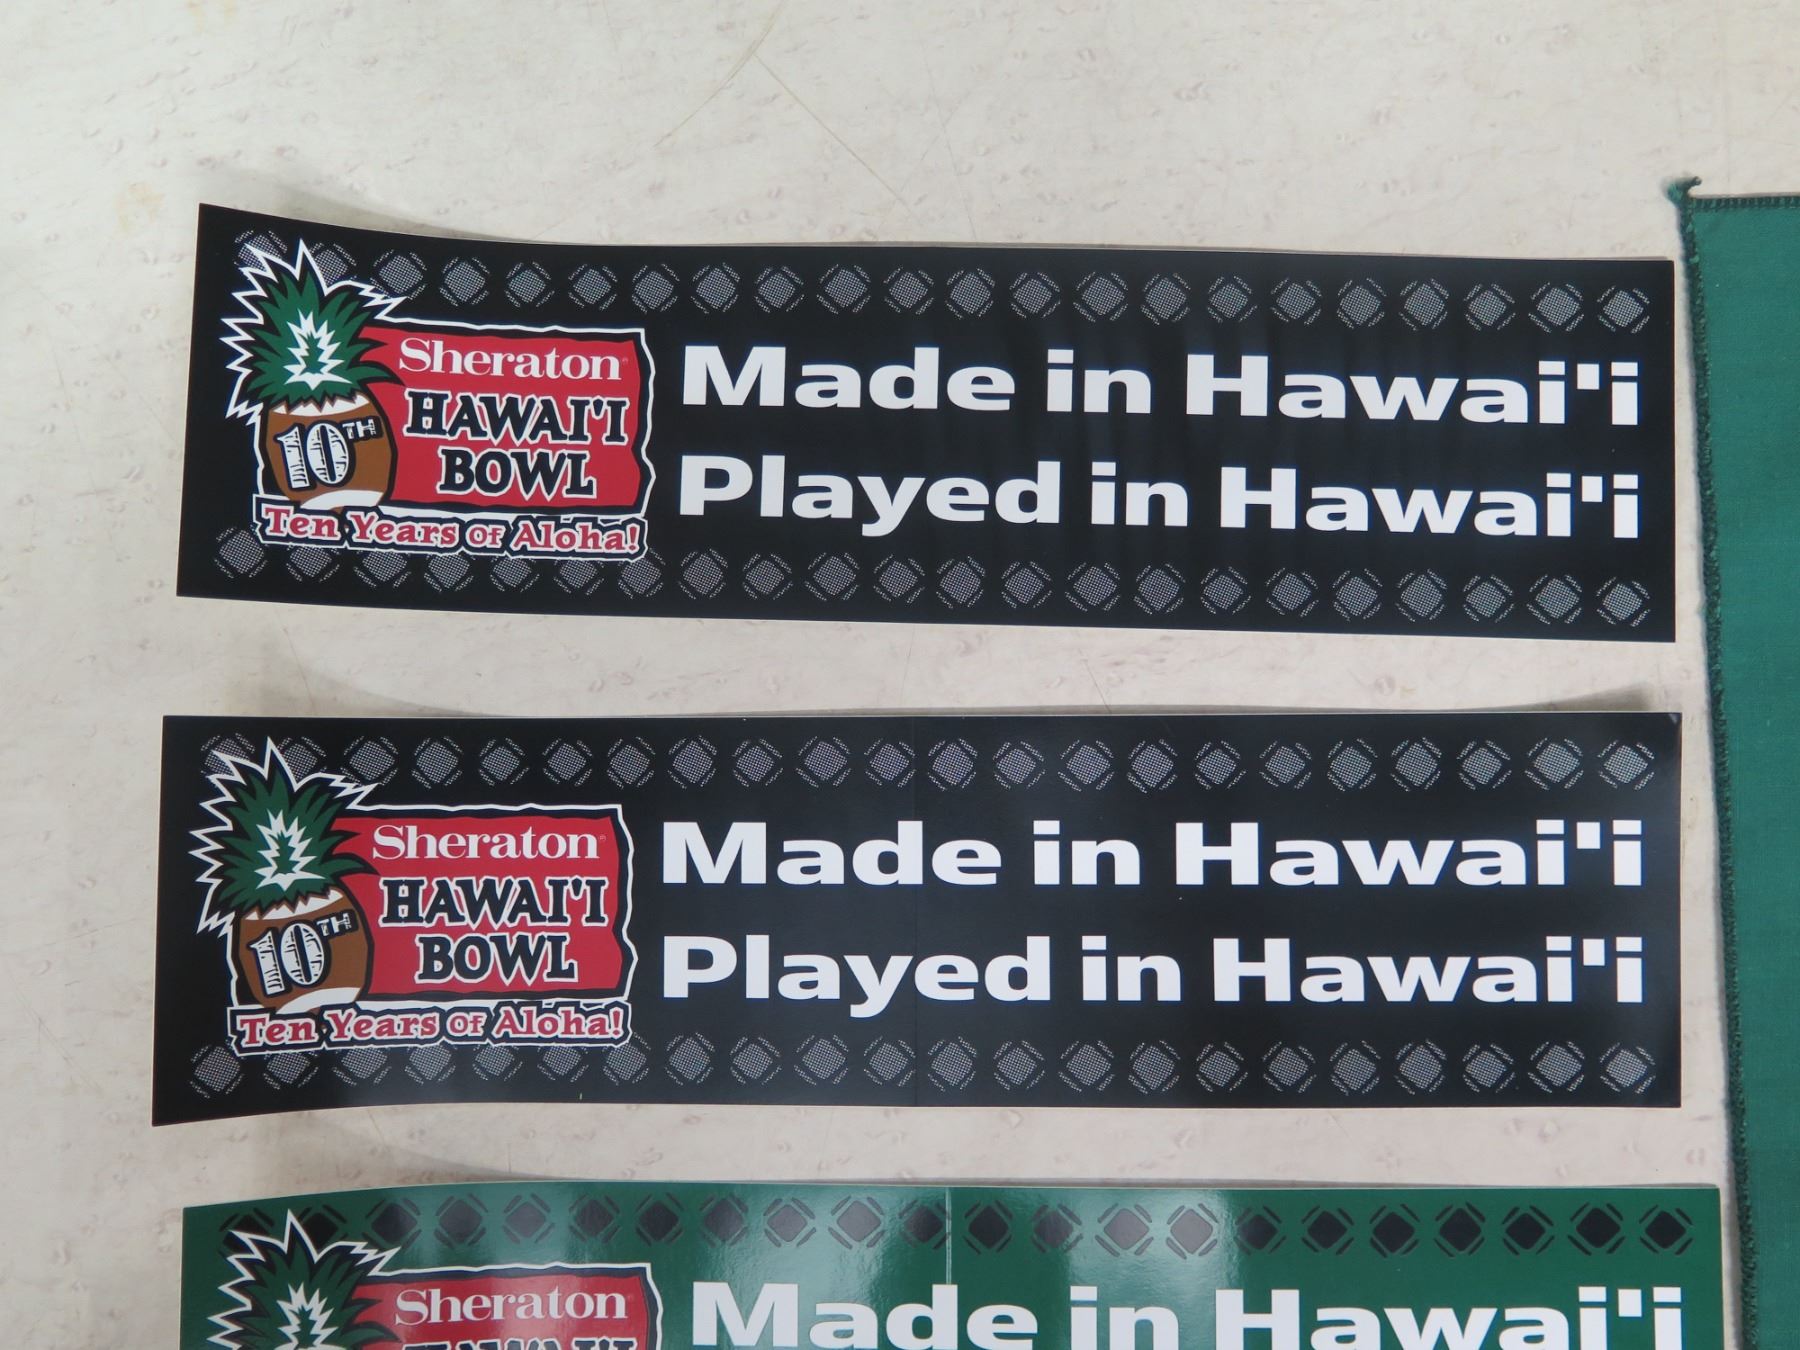 Sheraton
HAWAI'I
BOWL
10TH
Ten Years Of Aloha!
Made in Hawai'i
Played in Hawai'i
Sheraton
HAWAI'I
BOWL
10TH
Ten Years Of Aloha!
Made in Hawai'i
Played in Hawai'i
Sheraton
HAWAI'I
Made in Hawai'i